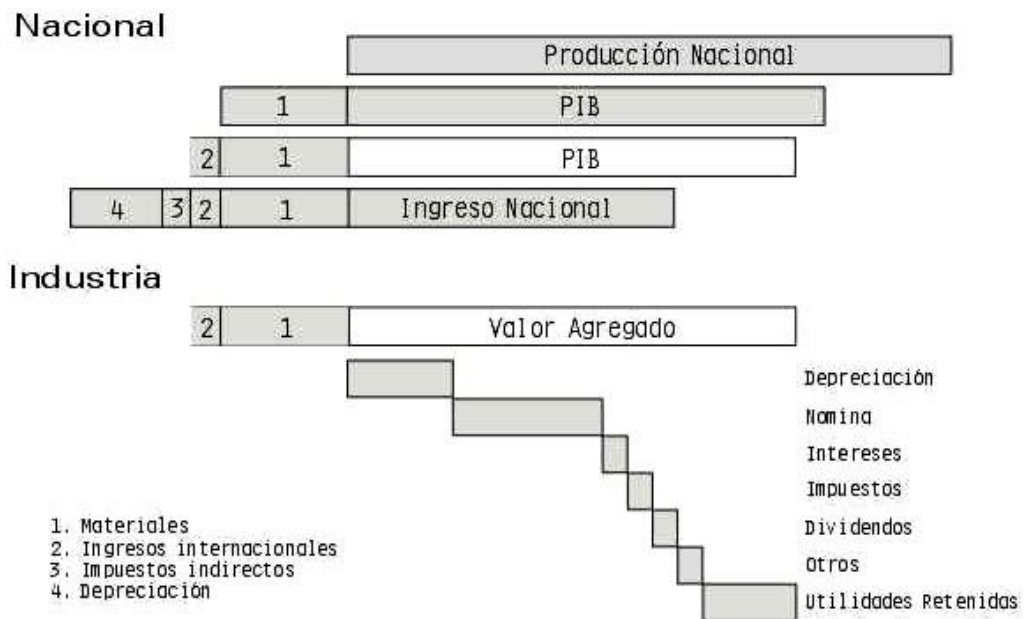 Nacional
Producción Nacional
1 PIB
2 1 PIB
4 3 2 1 Ingreso Nacional
Industria
2 1 Valor Agregado
Depreciación
Nomina
Intereses
Impuestos
Dividendos
Otros
Utilidades Retenidas
1. Materiales
2. Ingresos internacionales
3. Impuestos indirectos
4. Depreciación